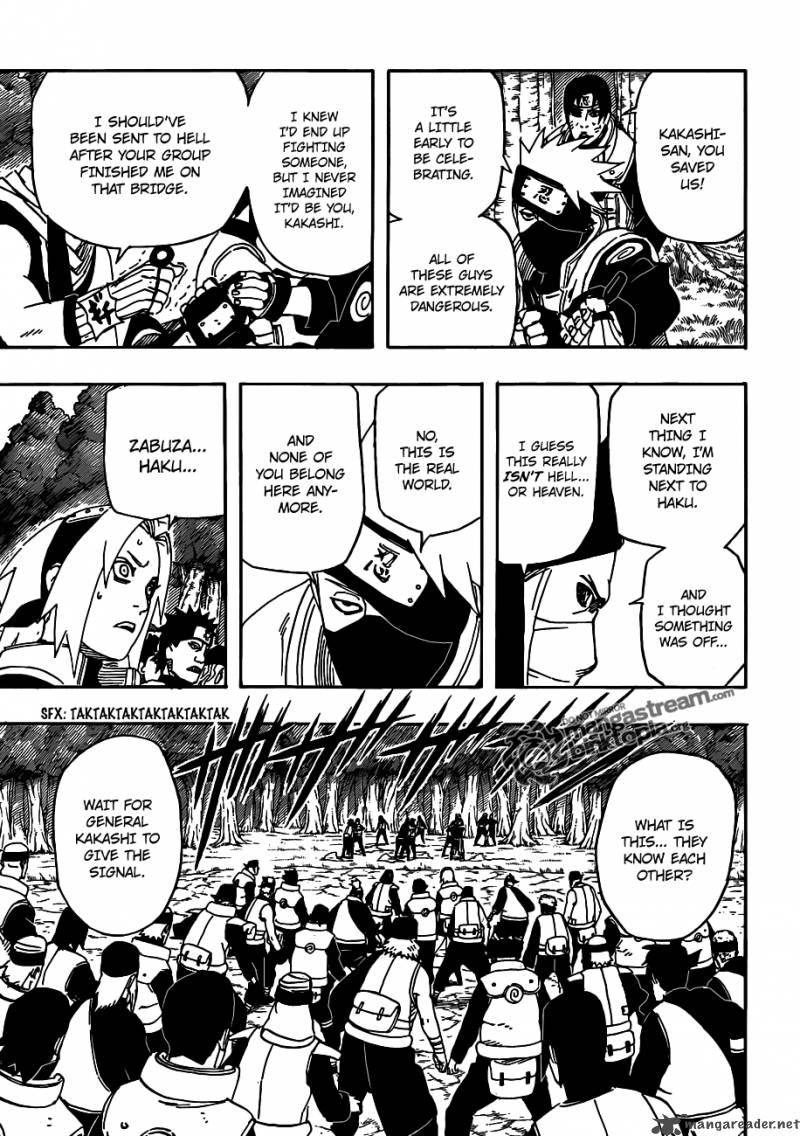 KAKASHI-
SAN, YOU
SAVED
US!
IT'S
A LITTLE
EARLY TO
BE CELE-
BRATING.
ALL OF
THESE GUYS
ARE EXTREMELY
DANGEROUS.
忍
I KNEW
I'D END UP
FIGHTING
SOMEONE,
BUT I NEVER
IMAGINED
IT'D BE YOU,
KAKASHI.
I SHOULD'VE
BEEN SENT TO HELL
AFTER YOUR GROUP
FINISHED ME ON
THAT BRIDGE.
NEXT
THING I
KNOW, I'M
STANDING
NEXT TO
HAKU.
AND
I THOUGHT
SOMETHING
WAS OFF...
I GUESS
THIS REALLY
ISN'T HELL...
OR HEAVEN.
NO,
THIS IS
THE REAL
WORLD.
AND
NONE OF
YOU BELONG
HERE ANY-
MORE.
忍
ZABUZA...
HAKU...
SFX: TAKTAKTAKTAKTAKTAKTAK
DO NOT MIRROR
mangastream.com
WHAT IS
THIS... THEY
KNOW EACH
OTHER?
WAIT FOR
GENERAL
KAKASHI TO
GIVE THE
SIGNAL.
mangareader.net